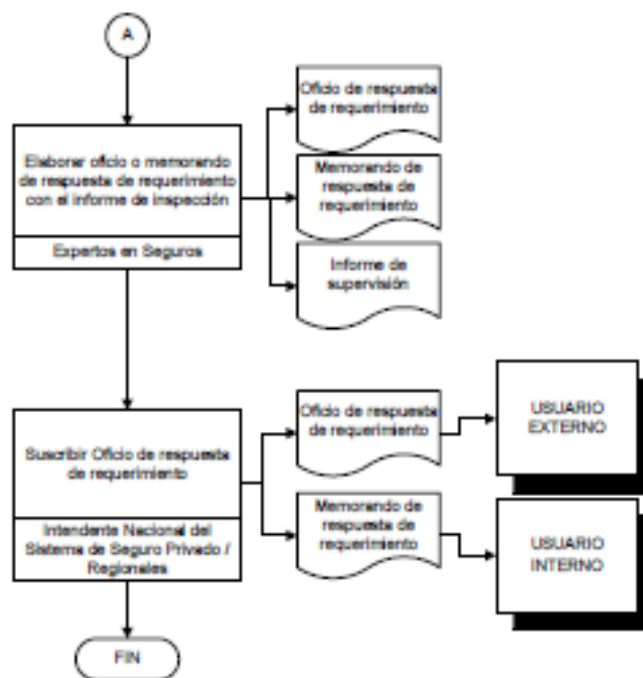 A
Oficio de respuesta
de requerimiento
Elaborar oficio o memorando
de respuesta de requerimiento
con el informe de inspección
Expertos en Seguros
Memorando de
respuesta de
requerimiento
Informe de
supervisión
Suscribir Oficio de respuesta
de requerimiento
Intendente Nacional del
Sistema de Seguro Privado /
Regionales
Oficio de respuesta
de requerimiento
USUARIO
EXTERNO
Memorando de
respuesta de
requerimiento
USUARIO
INTERNO
FIN